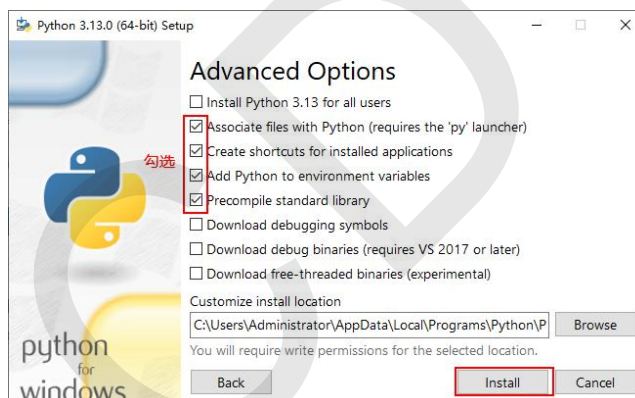 Python 3.13.0 (64-bit) Setup
Advanced Options
Install Python 3.13 for all users
Associate files with Python (requires the 'py' launcher)
勾选
Create shortcuts for installed applications
Add Python to environment variables
Precompile standard library
Download debugging symbols
Download debug binaries (requires VS 2017 or later)
Download free-threaded binaries (experimental)
Customize install location
C:\Users\Administrator\AppData\Local\Programs\Python\P
Browse
You will require write permissions for the selected location.
python
for
windows
Back
Install
Cancel